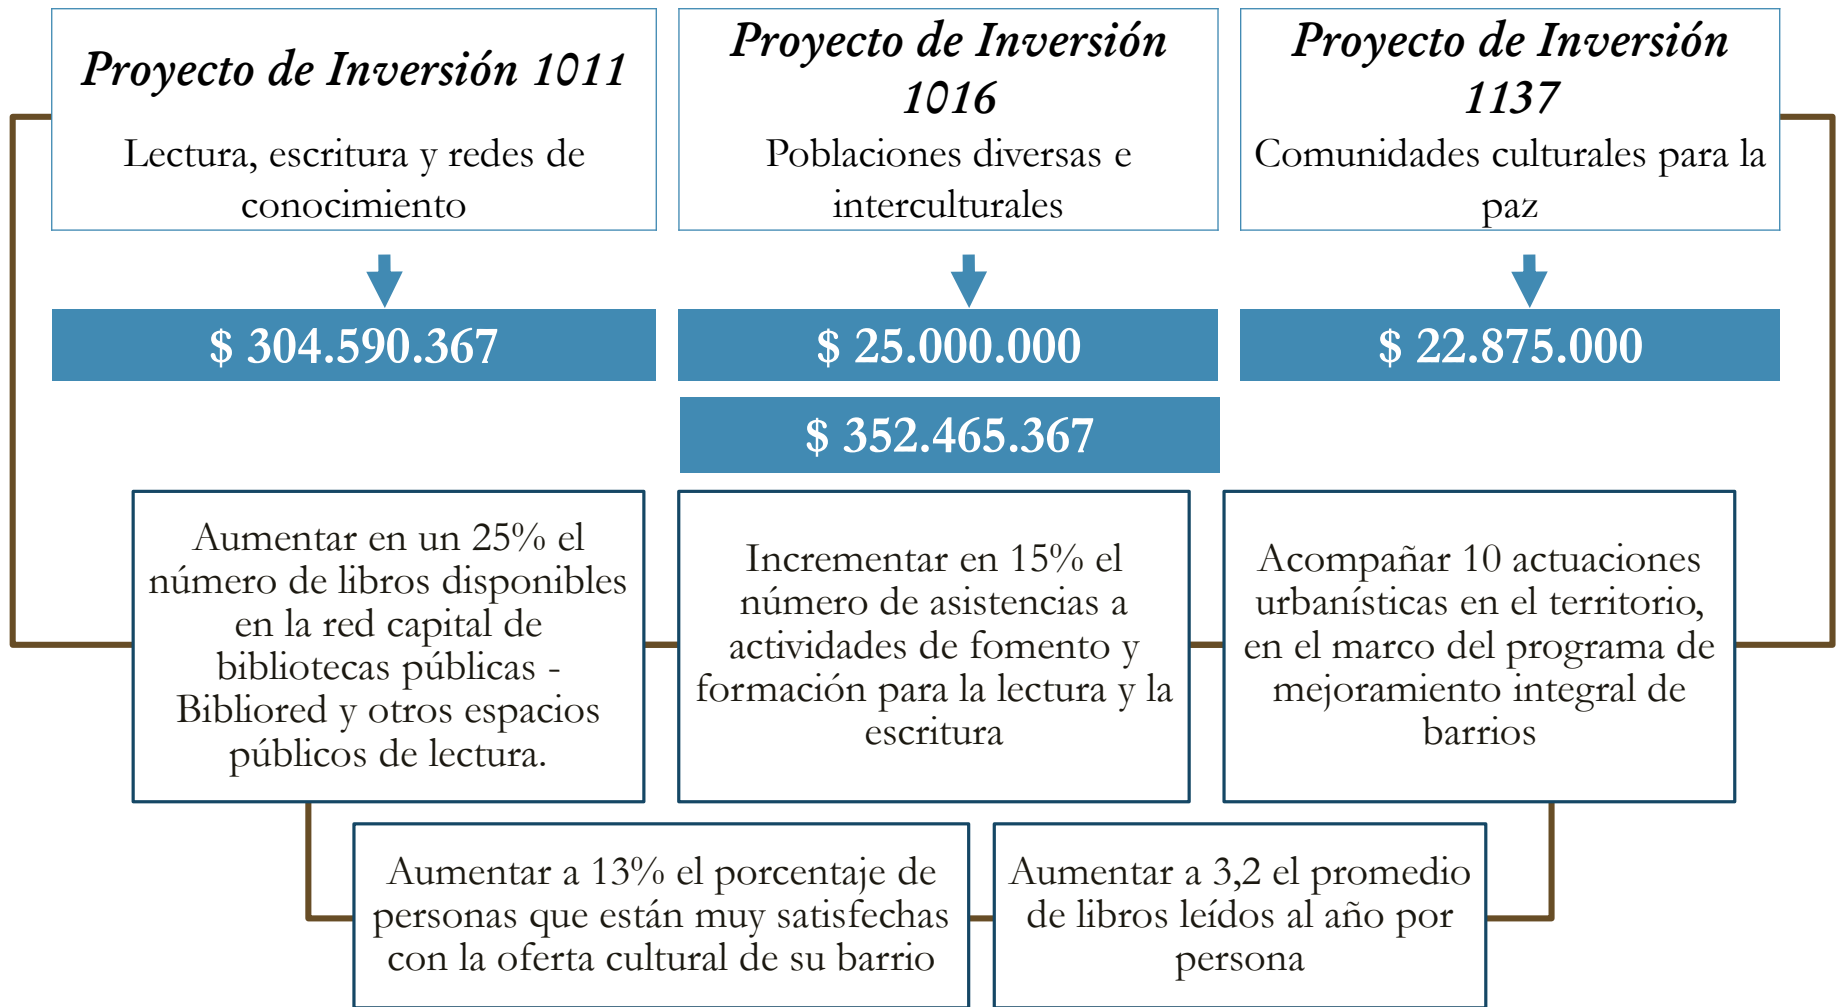 Proyecto de Inversión 1011
Lectura, escritura y redes de
conocimiento
Proyecto de Inversión
1016
Poblaciones diversas e
interculturales
Proyecto de Inversión
1137
Comunidades culturales para la
paz
$ 304.590.367
$ 25.000.000
$ 22.875.000
$ 352.465.367
Aumentar en un 25% el
número de libros disponibles
en la red capital de
bibliotecas públicas -
Bibliored y otros espacios
públicos de lectura.
Incrementar en 15% el
número de asistencias a
actividades de fomento y
formación para la lectura y la
escritura
Acompañar 10 actuaciones
urbanísticas en el territorio,
en el marco del programa de
mejoramiento integral de
barrios
Aumentar a 13% el porcentaje de
personas que están muy satisfechas
con la oferta cultural de su barrio
Aumentar a 3,2 el promedio
de libros leídos al año por
persona